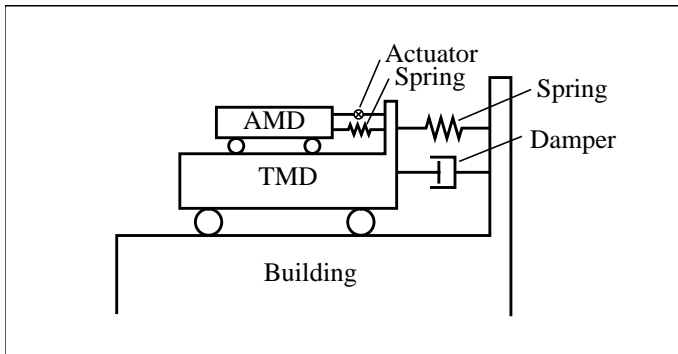 Actuator
Spring
AMD
Spring
Damper
TMD
Building